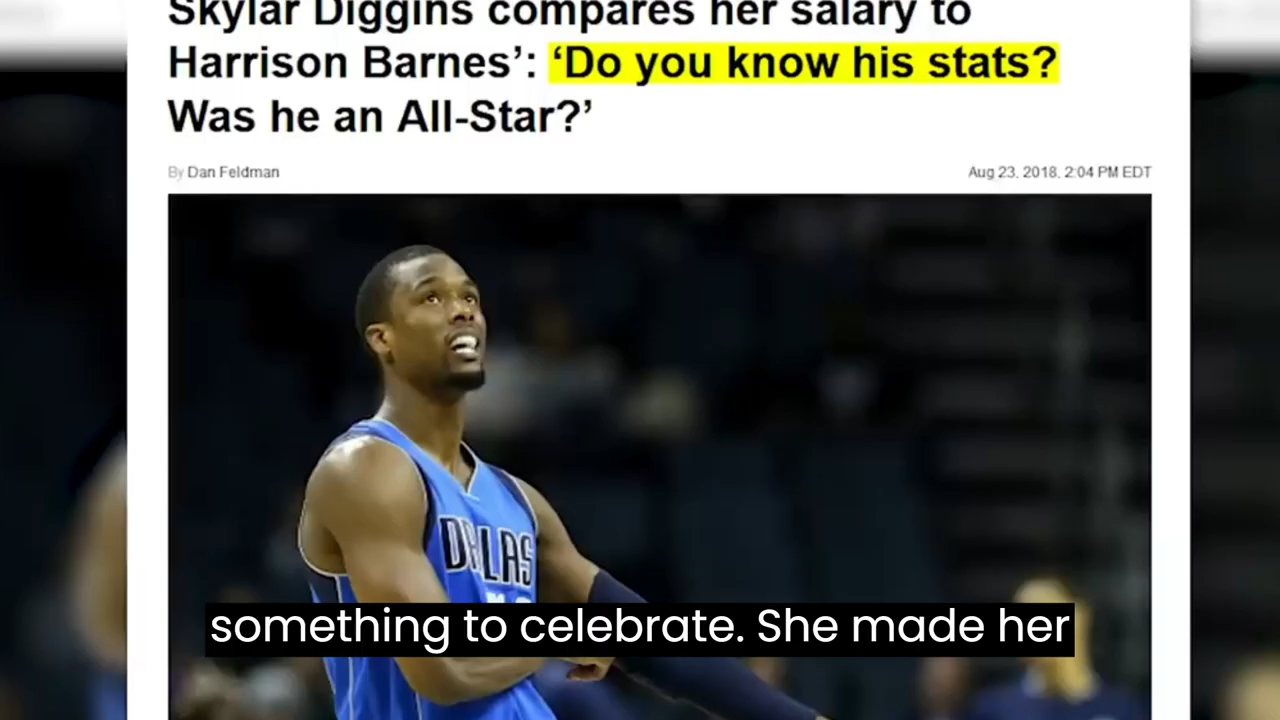 Skylar Diggins compares her salary to
Harrison Barnes’: ‘Do you know his stats?
Was he an All-Star?’
By Dan Feldman
Aug 23, 2018, 2:04 PM EDT
DALLAS
something to celebrate. She made her